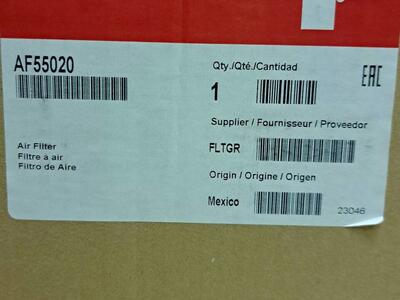 AF55020
Air Filter
Filtre à air
Filtro de Aire
Qty./Qté./Cantidad
1
EAC
Supplier / Fournisseur / Proveedor
FLTGR
Origin / Origine / Origen
Mexico
23046